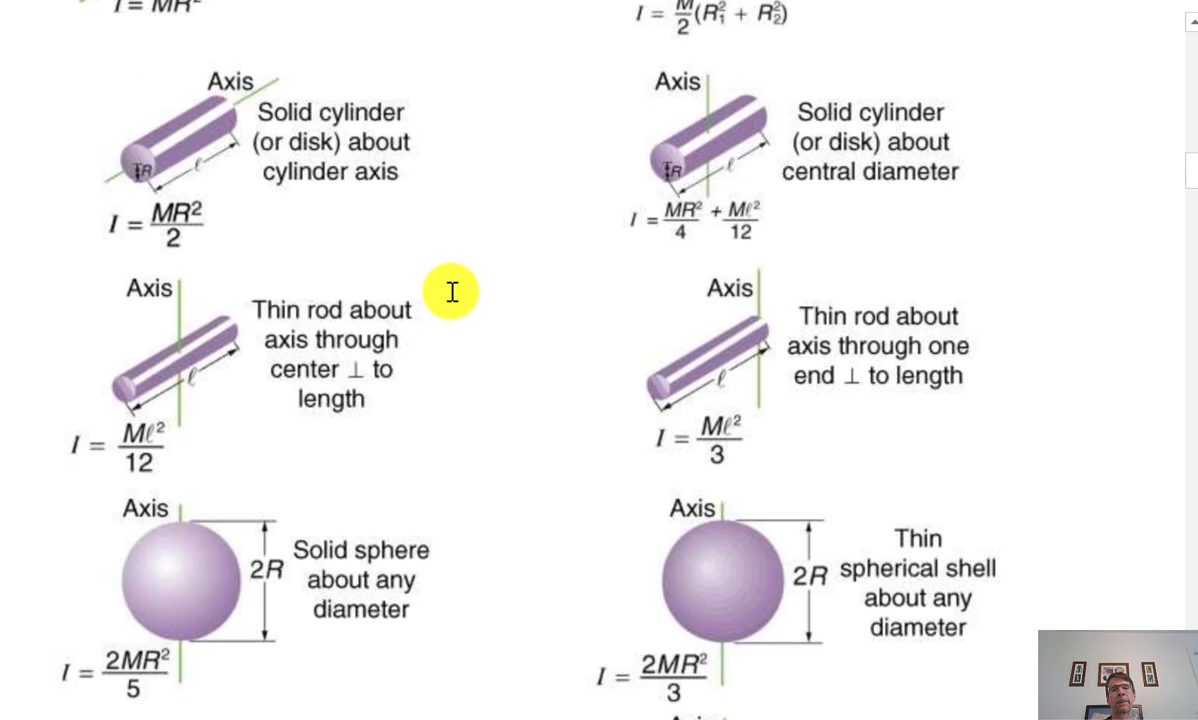 I = MR²
I = M/2 (R₁² + R₂²)
Axis
Solid cylinder
(or disk) about
cylinder axis
R
ℓ
I = MR²/2
Axis
Solid cylinder
(or disk) about
central diameter
R
ℓ
I = MR²/4 + Mℓ²/12
Axis
Thin rod about
axis through
center ⊥ to
length
ℓ
I = Mℓ²/12
Axis
Thin rod about
axis through one
end ⊥ to length
ℓ
I = Mℓ²/3
Axis
Solid sphere
about any
diameter
2R
I = 2MR²/5
Axis
Thin
spherical shell
about any
diameter
2R
I = 2MR²/3
Axis